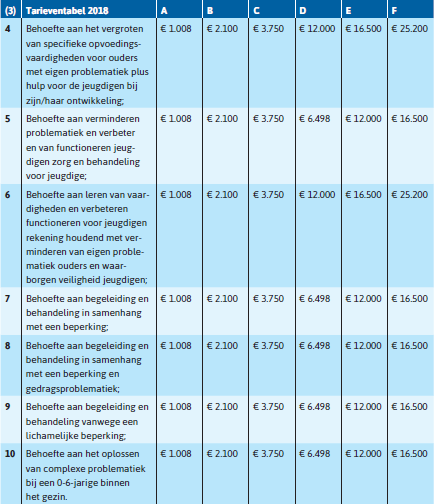 (3) Tarieventabel 2018 A B C D E F
4 Behoefte aan het vergroten € 1.008 € 2.100 € 3.750 € 12.000 € 16.500 € 25.200
van specifieke opvoedings-
vaardigheden voor ouders
met eigen problematiek plus
hulp voor de jeugdigen bij
zijn/haar ontwikkeling;
5 Behoefte aan verminderen € 1.008 € 2.100 € 3.750 € 6.498 € 12.000 € 16.500
problematiek en verbeter
en van functioneren jeug-
digen zorg en behandeling
voor jeugdige;
6 Behoefte aan leren van vaar- € 1.008 € 2.100 € 3.750 € 12.000 € 16.500 € 25.200
digheden en verbeteren
functioneren voor jeugdigen
rekening houdend met ver-
minderen van eigen proble-
matiek ouders en waar-
borgen veiligheid jeugdigen;
7 Behoefte aan begeleiding en € 1.008 € 2.100 € 3.750 € 6.498 € 12.000 € 16.500
behandeling in samenhang
met een beperking;
8 Behoefte aan begeleiding en € 1.008 € 2.100 € 3.750 € 6.498 € 12.000 € 16.500
behandeling in samenhang
met een beperking en
gedragsproblematiek;
9 Behoefte aan begeleiding en € 1.008 € 2.100 € 3.750 € 6.498 € 12.000 € 16.500
behandeling vanwege een
lichamelijke beperking;
10 Behoefte aan het oplossen € 1.008 € 2.100 € 3.750 € 6.498 € 12.000 € 16.500
van complexe problematiek
bij een 0-6-jarige binnen
het gezin.